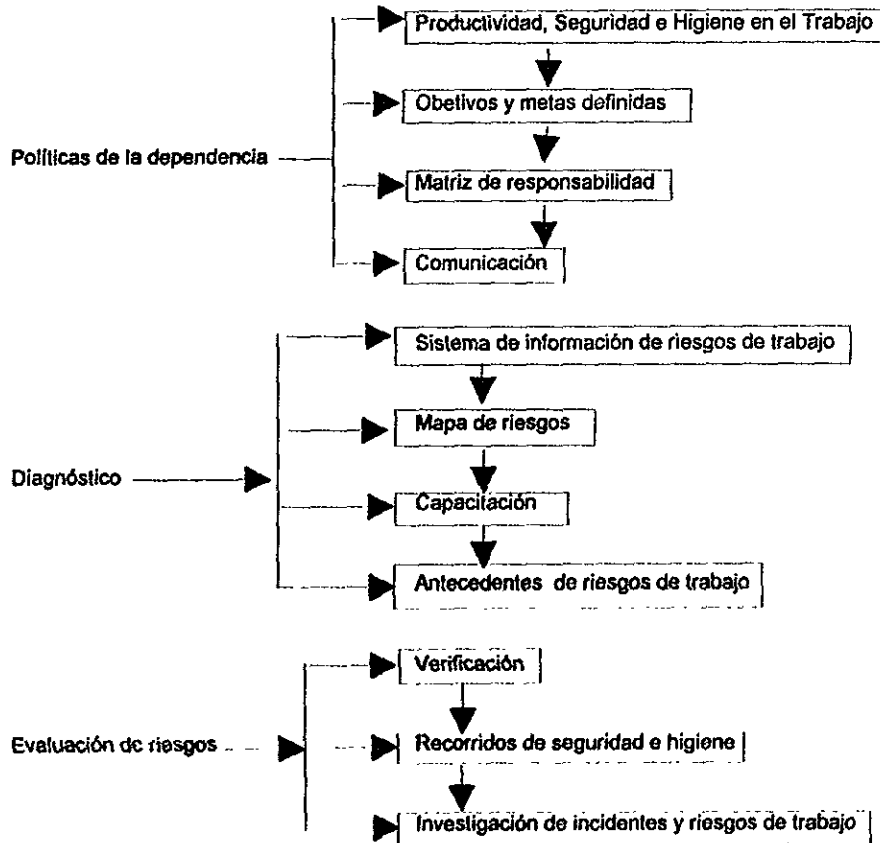 Productividad, Seguridad e Higiene en el Trabajo
Obetivos y metas definidas
Políticas de la dependencia
Matriz de responsabilidad
Comunicación
Sistema de información de riesgos de trabajo
Mapa de riesgos
Diagnóstico
Capacitación
Antecedentes de riesgos de trabajo
Verificación
Evaluación de riesgos
Recorridos de seguridad e higiene
Investigación de incidentes y riesgos de trabajo